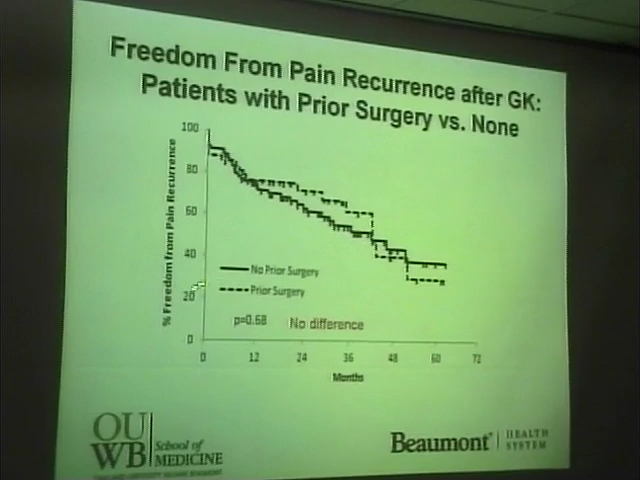 Freedom From Pain Recurrence after GK:
Patients with Prior Surgery vs. None
% Freedom from Pain Recurrence
100
80
60
40
20
0
No Prior Surgery
Prior Surgery
p=0.68 No difference
0 12 24 36 48 60 72
Months
OU
WB
School of
MEDICINE
Beaumont
HEALTH
SYSTEM